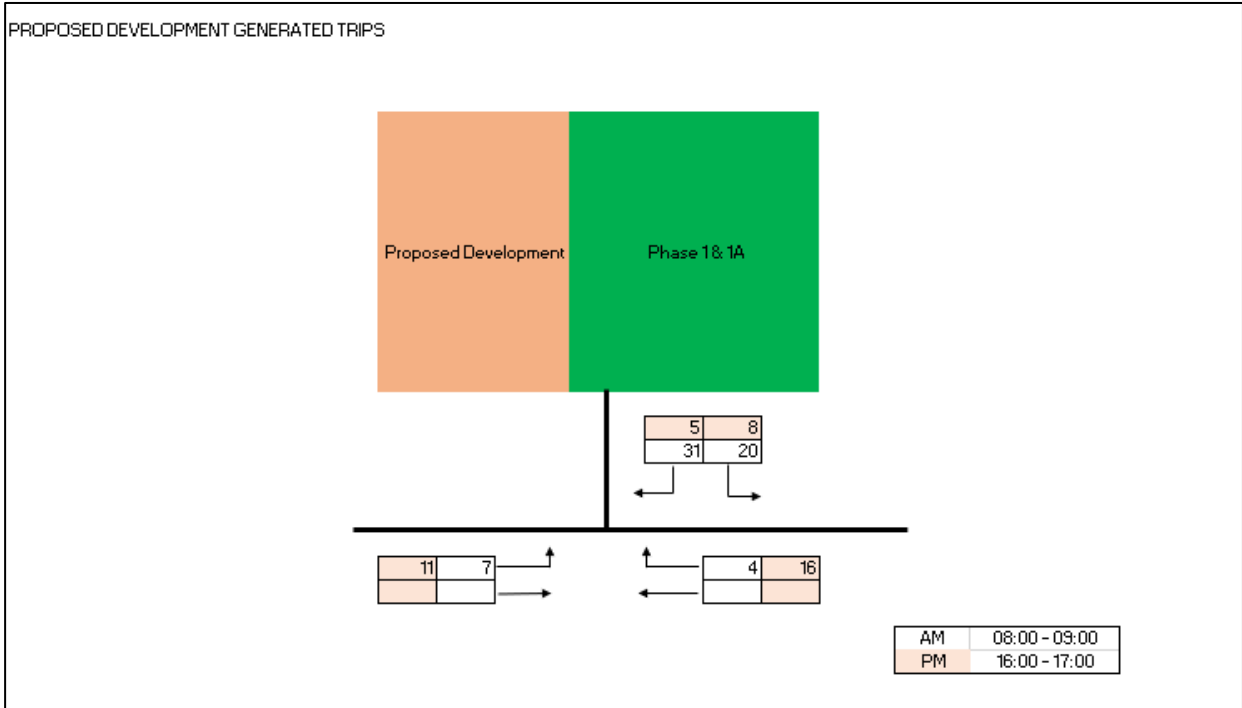 PROPOSED DEVELOPMENT GENERATED TRIPS
Proposed Development
Phase 1 & 1A
5 8
31 20
11 7
4 16
AM 08:00 - 09:00
PM 16:00 - 17:00